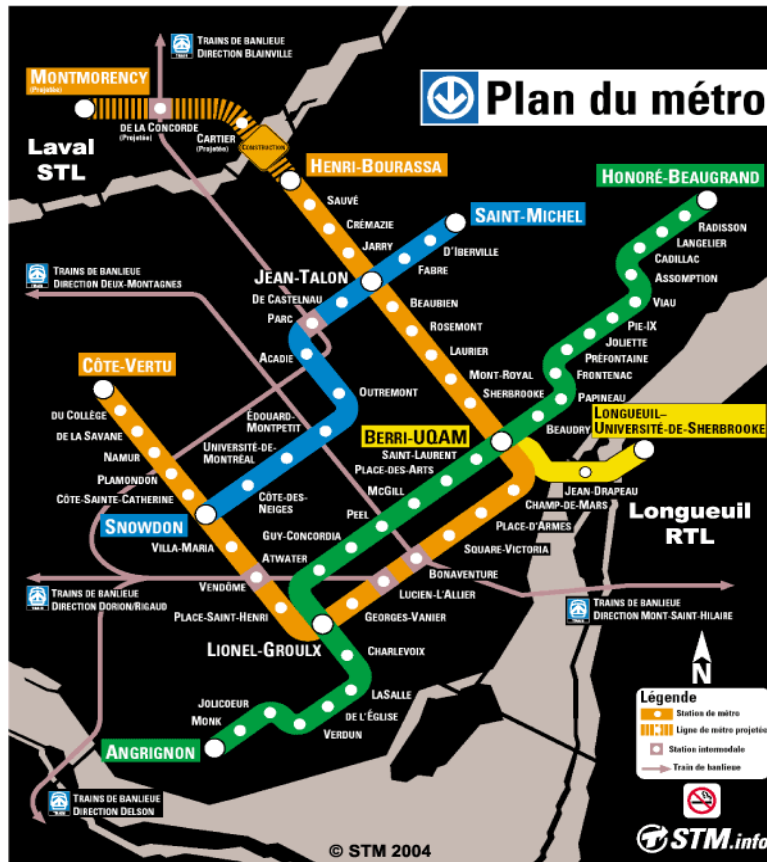 TRAINS DE BANLIEUE
DIRECTION BLAINVILLE
TRAIN
Plan du métro
MONTMORENCY
(Projetée)
DE LA CONCORDE
(Projetée)
CARTIER
(Projetée)
CONSTRUCTION
Laval
STL
HENRI-BOURASSA
HONORÉ-BEAUGRAND
SAUVÉ
CRÉMAZIE
JARRY
SAINT-MICHEL
RADISSON
LANGELIER
CADILLAC
ASSOMPTION
D'IBERVILLE
FABRE
JEAN-TALON
TRAINS DE BANLIEUE
DIRECTION DEUX-MONTAGNES
TRAIN
DE CASTELNAU
PARC
ACADIE
BEAUBIEN
ROSEMONT
LAURIER
MONT-ROYAL
SHERBROOKE
VIAU
PIE-IX
JOLIETTE
PRÉFONTAINE
FRONTENAC
PAPINEAU
BEAUDRY
CÔTE-VERTU
OUTREMONT
ÉDOUARD-
MONTPETIT
UNIVERSITÉ-DE-
MONTRÉAL
CÔTE-DES-
NEIGES
DU COLLÈGE
DE LA SAVANE
NAMUR
PLAMONDON
CÔTE-SAINTE-CATHERINE
SNOWDON
BERRI-UQAM
LONGUEUIL–
UNIVERSITÉ-DE-SHERBROOKE
SAINT-LAURENT
PLACE-DES-ARTS
MCGILL
PEEL
GUY-CONCORDIA
ATWATER
JEAN-DRAPEAU
CHAMP-DE-MARS
PLACE-D'ARMES
SQUARE-VICTORIA
BONAVENTURE
LUCIEN-L'ALLIER
GEORGES-VANIER
Longueuil
RTL
VILLA-MARIA
VENDÔME
PLACE-SAINT-HENRI
LIONEL-GROULX
TRAINS DE BANLIEUE
DIRECTION DORION/RIGAUD
TRAIN
TRAINS DE BANLIEUE
DIRECTION MONT-SAINT-HILAIRE
TRAIN
CHARLEVOIX
LASALLE
DE L'ÉGLISE
VERDUN
JOLICOEUR
MONK
ANGRIGNON
N
Légende
Station de métro
Ligne de métro projetée
Station intermodale
Train de banlieue
TRAINS DE BANLIEUE
DIRECTION DELSON
TRAIN
© STM 2004
STM.info